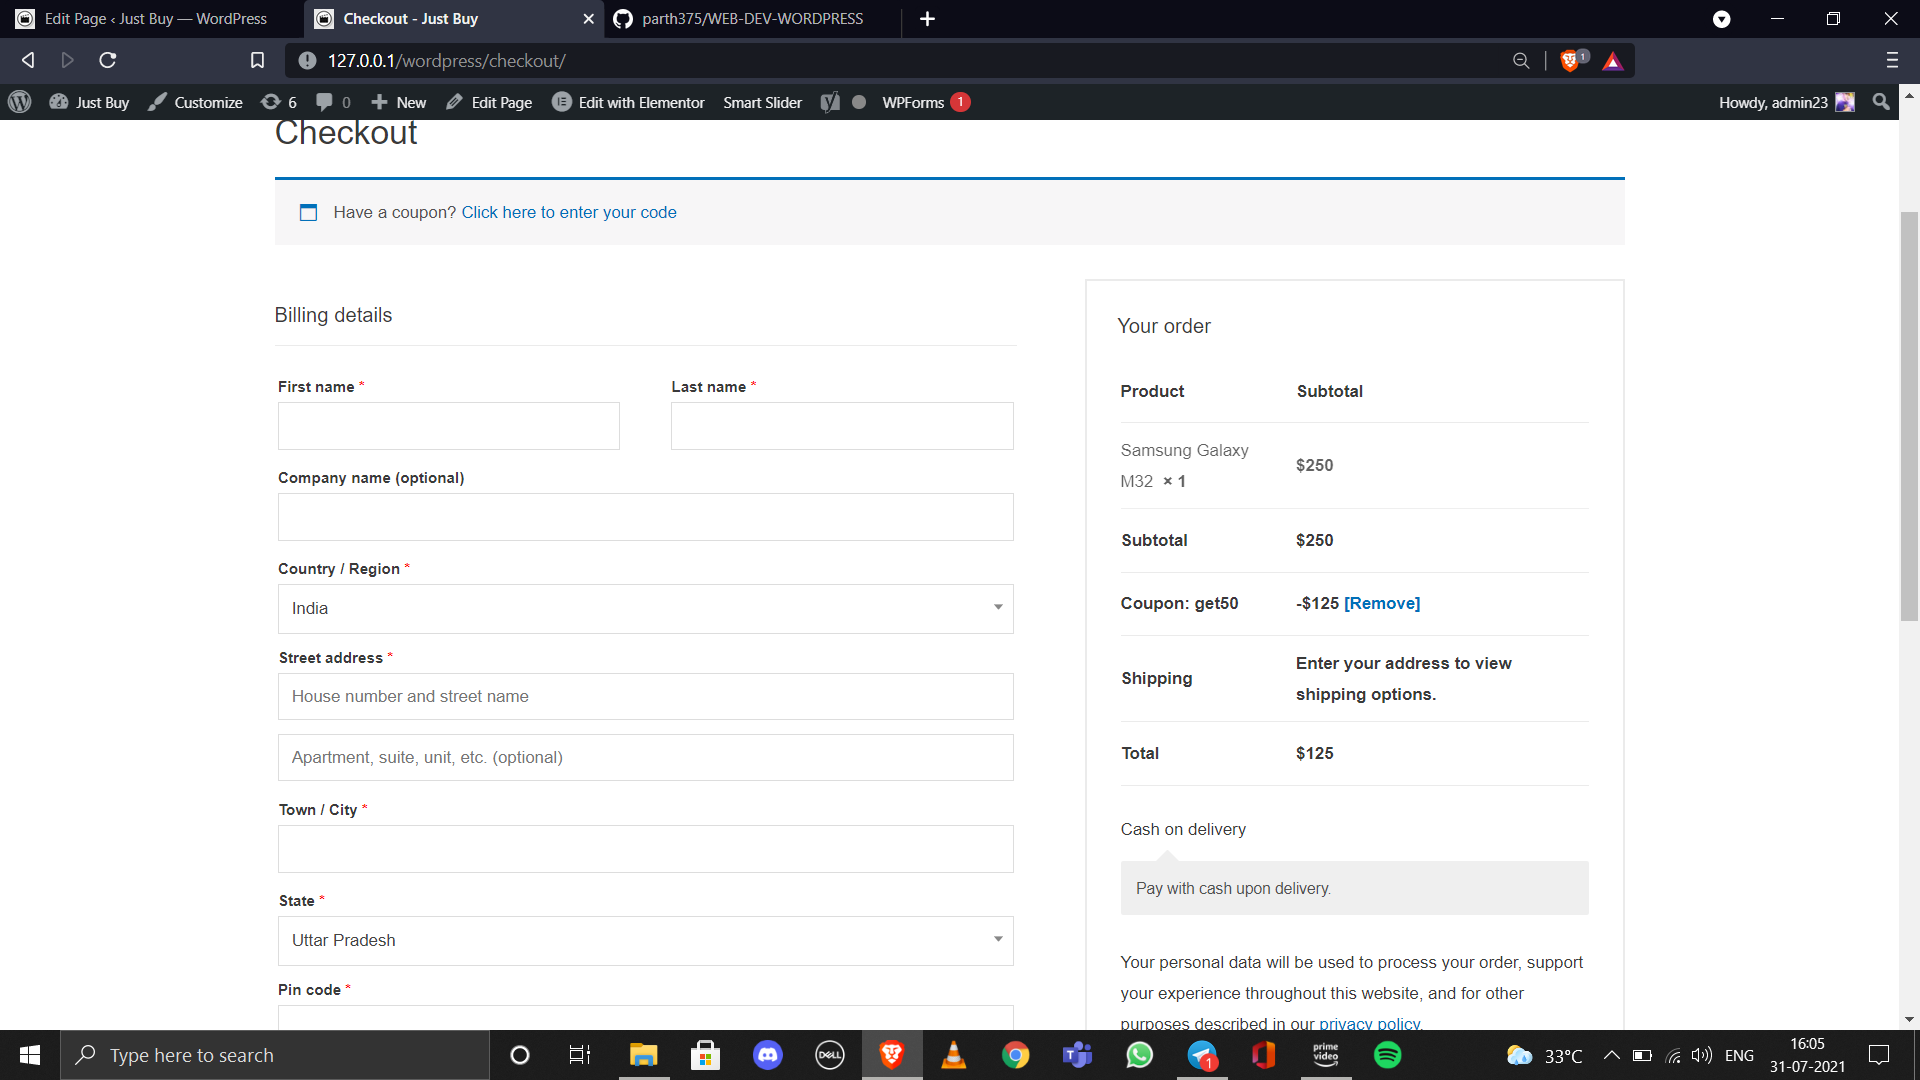 Edit Page ‹ Just Buy — WordPress
Checkout - Just Buy
parth375/WEB-DEV-WORDPRESS
127.0.0.1/wordpress/checkout/
1
Just Buy
Customize
6
0
New
Edit Page
Edit with Elementor
Smart Slider
WPForms 1
Howdy, admin23
Checkout
Have a coupon? Click here to enter your code
Billing details
First name *
Last name *
Company name (optional)
Country / Region *
India
Street address *
House number and street name
Apartment, suite, unit, etc. (optional)
Town / City *
State *
Uttar Pradesh
Pin code *
Your order
Product Subtotal
Samsung Galaxy
M32 × 1
$250
Subtotal $250
Coupon: get50 -$125 [Remove]
Shipping
Enter your address to view
shipping options.
Total $125
Cash on delivery
Pay with cash upon delivery.
Your personal data will be used to process your order, support
your experience throughout this website, and for other
purposes described in our privacy policy.
Type here to search
DELL
1
prime
video
33°C
ENG
16:05
31-07-2021